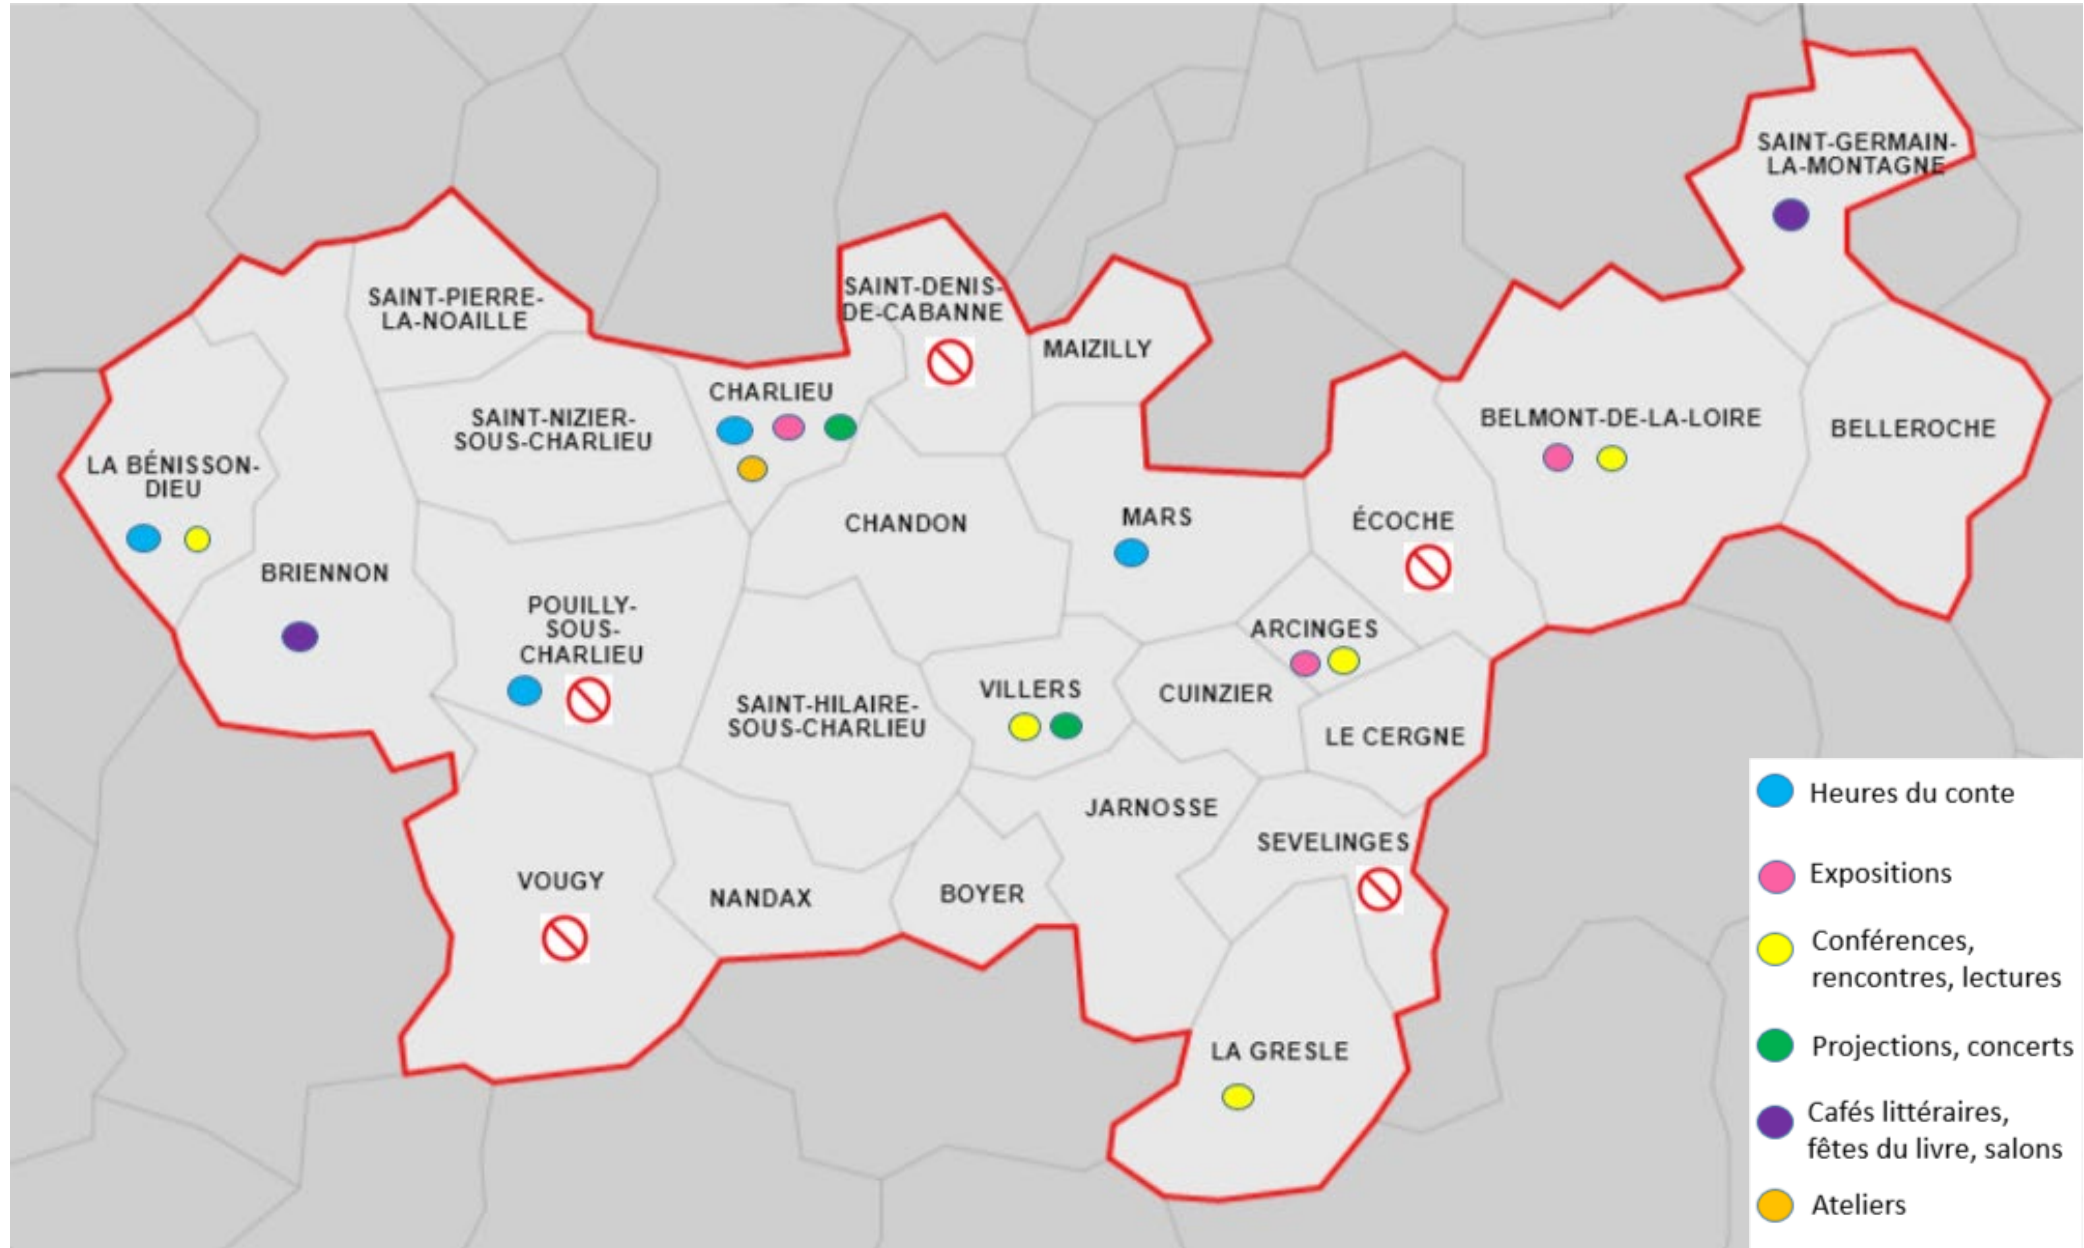 SAINT-GERMAIN-
LA-MONTAGNE
SAINT-PIERRE-
LA-NOAILLE
SAINT-DENIS-
DE-CABANNE
MAIZILLY
CHARLIEU
SAINT-NIZIER-
SOUS-CHARLIEU
BELMONT-DE-LA-LOIRE
BELLEROCHE
LA BÉNISSON-
DIEU
CHANDON
MARS
ÉCOCHE
BRIENNON
POUILLY-
SOUS-
CHARLIEU
ARCINGES
VILLERS
CUINZIER
SAINT-HILAIRE-
SOUS-CHARLIEU
LE CERGNE
JARNOSSE
SEVELINGES
VOUGY
NANDAX
BOYER
LA GRESLE
Heures du conte
Expositions
Conférences,
rencontres, lectures
Projections, concerts
Cafés littéraires,
fêtes du livre, salons
Ateliers